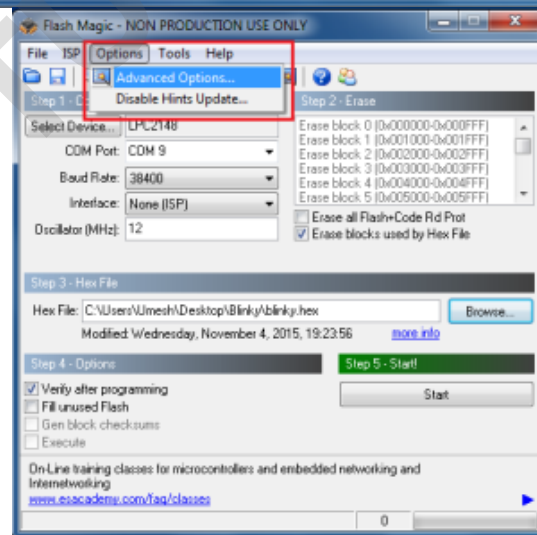 Flash Magic - NON PRODUCTION USE ONLY
File ISP Options Tools Help
Advanced Options...
Disable Hints Update...
Step 1 - C
Step 2 - Erase
Select Device... LPC2148
COM Port: COM 9
Baud Rate: 38400
Interface: None (ISP)
Oscillator (MHz): 12
Erase block 0 (0x000000-0x000FFF)
Erase block 1 (0x001000-0x001FFF)
Erase block 2 (0x002000-0x002FFF)
Erase block 3 (0x003000-0x003FFF)
Erase block 4 (0x004000-0x004FFF)
Erase block 5 (0x005000-0x005FFF)
Erase all Flash+Code Rd Prot
Erase blocks used by Hex File
Step 3 - Hex File
Hex File: C:\Users\Umesh\Desktop\Blinky\blinky.hex Browse...
Modified: Wednesday, November 4, 2015, 19:23:56 more info
Step 4 - Options
Step 5 - Start!
Verify after programming
Fill unused Flash
Gen block checksums
Execute
Start
On-Line training classes for microcontrollers and embedded networking and
Internetworking
www.esacademy.com/faq/classes
0